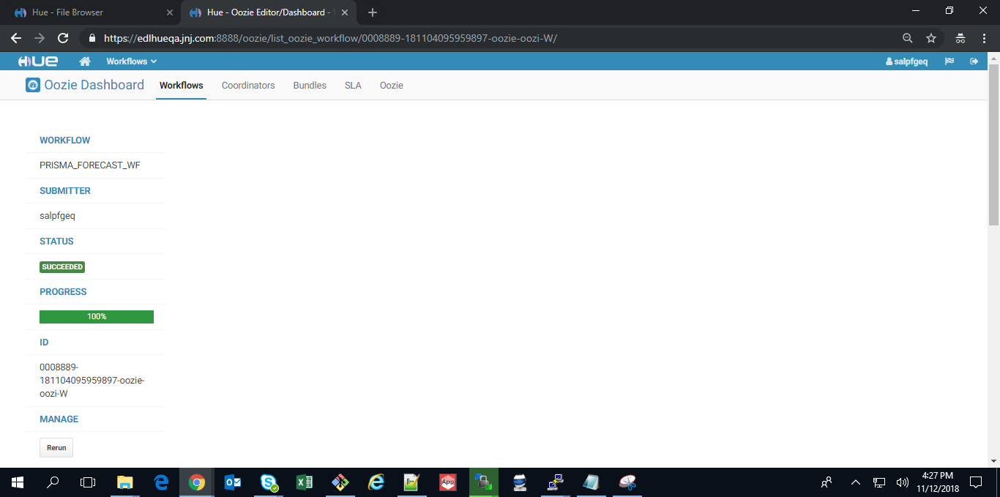 Hue - File Browser
Hue - Oozie Editor/Dashboard -
https://edlhueqa.jnj.com:8888/oozie/list_oozie_workflow/0008889-181104095959897-oozie-oozi-W/
HUE
Workflows
salpfgeq
Oozie Dashboard
Workflows
Coordinators
Bundles
SLA
Oozie
WORKFLOW
PRISMA_FORECAST_WF
SUBMITTER
salpfgeq
STATUS
SUCCEEDED
PROGRESS
100%
ID
0008889-
181104095959897-oozie-
oozi-W
MANAGE
Rerun
App
4:27 PM
11/12/2018